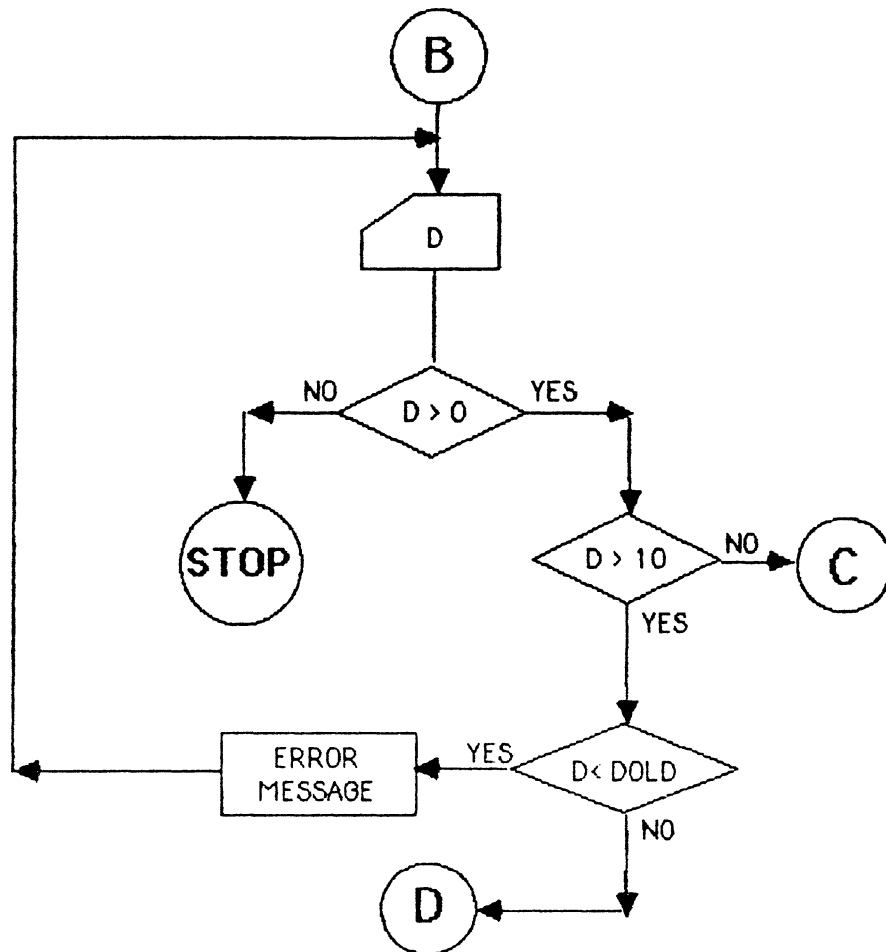 B
D
NO
YES
D > 0
STOP
D > 10
NO
C
YES
ERROR
MESSAGE
YES
D< DOLD
NO
D